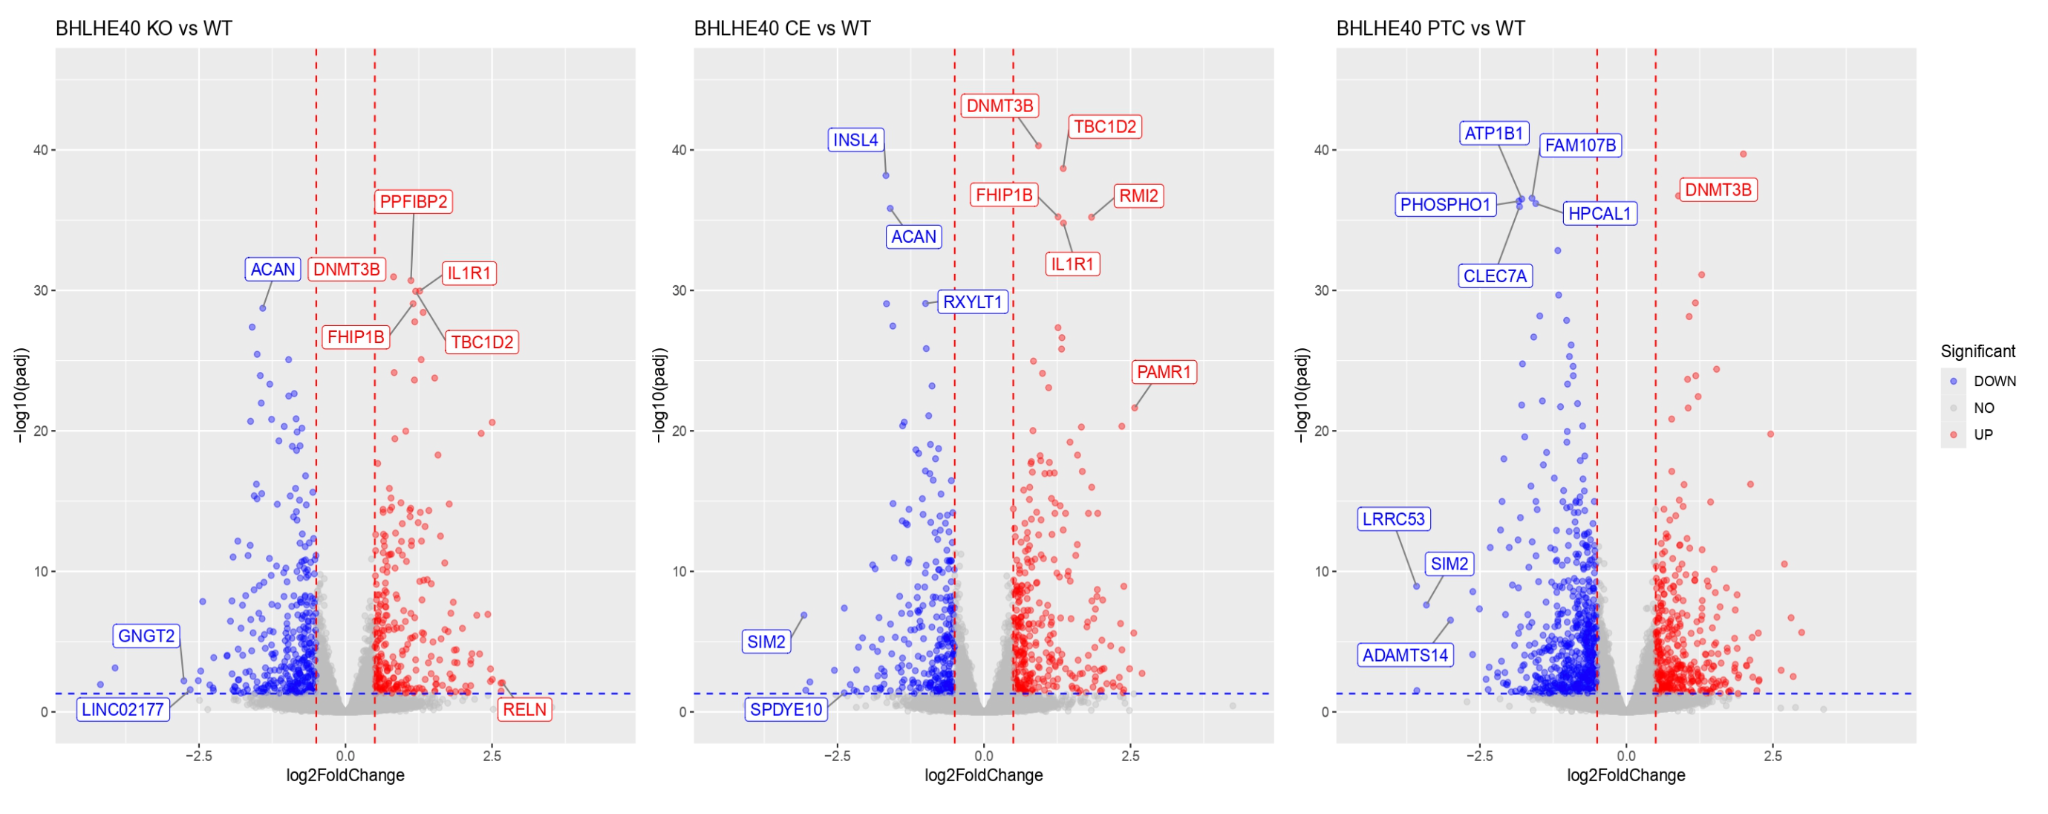 BHLHE40 KO vs WT
−log10(padj)
40
30
20
10
0
PPFIBP2
ACAN
DNMT3B
IL1R1
FHIP1B
TBC1D2
GNGT2
LINC02177
RELN
−2.5
0.0
2.5
log2FoldChange
BHLHE40 CE vs WT
−log10(padj)
40
30
20
10
0
DNMT3B
TBC1D2
INSL4
FHIP1B
RMI2
ACAN
IL1R1
RXYLT1
PAMR1
SIM2
SPDYE10
−2.5
0.0
2.5
log2FoldChange
BHLHE40 PTC vs WT
−log10(padj)
40
30
20
10
0
ATP1B1
FAM107B
DNMT3B
PHOSPHO1
HPCAL1
CLEC7A
LRRC53
SIM2
ADAMTS14
−2.5
0.0
2.5
log2FoldChange
Significant
DOWN
NO
UP